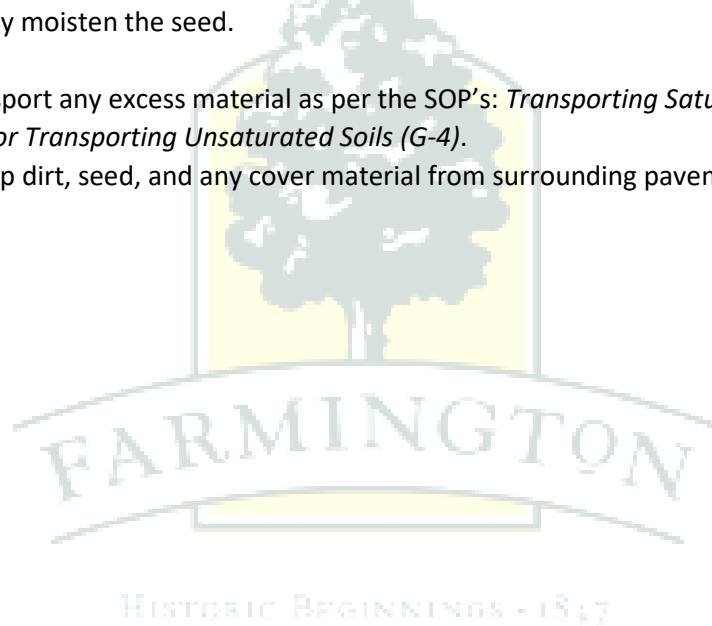 y moisten the seed.
sport any excess material as per the SOP's: Transporting Satu
or Transporting Unsaturated Soils (G-4).
p dirt, seed, and any cover material from surrounding paven
FARMINGTON
HISTORIC BEGINNINGS - 1847